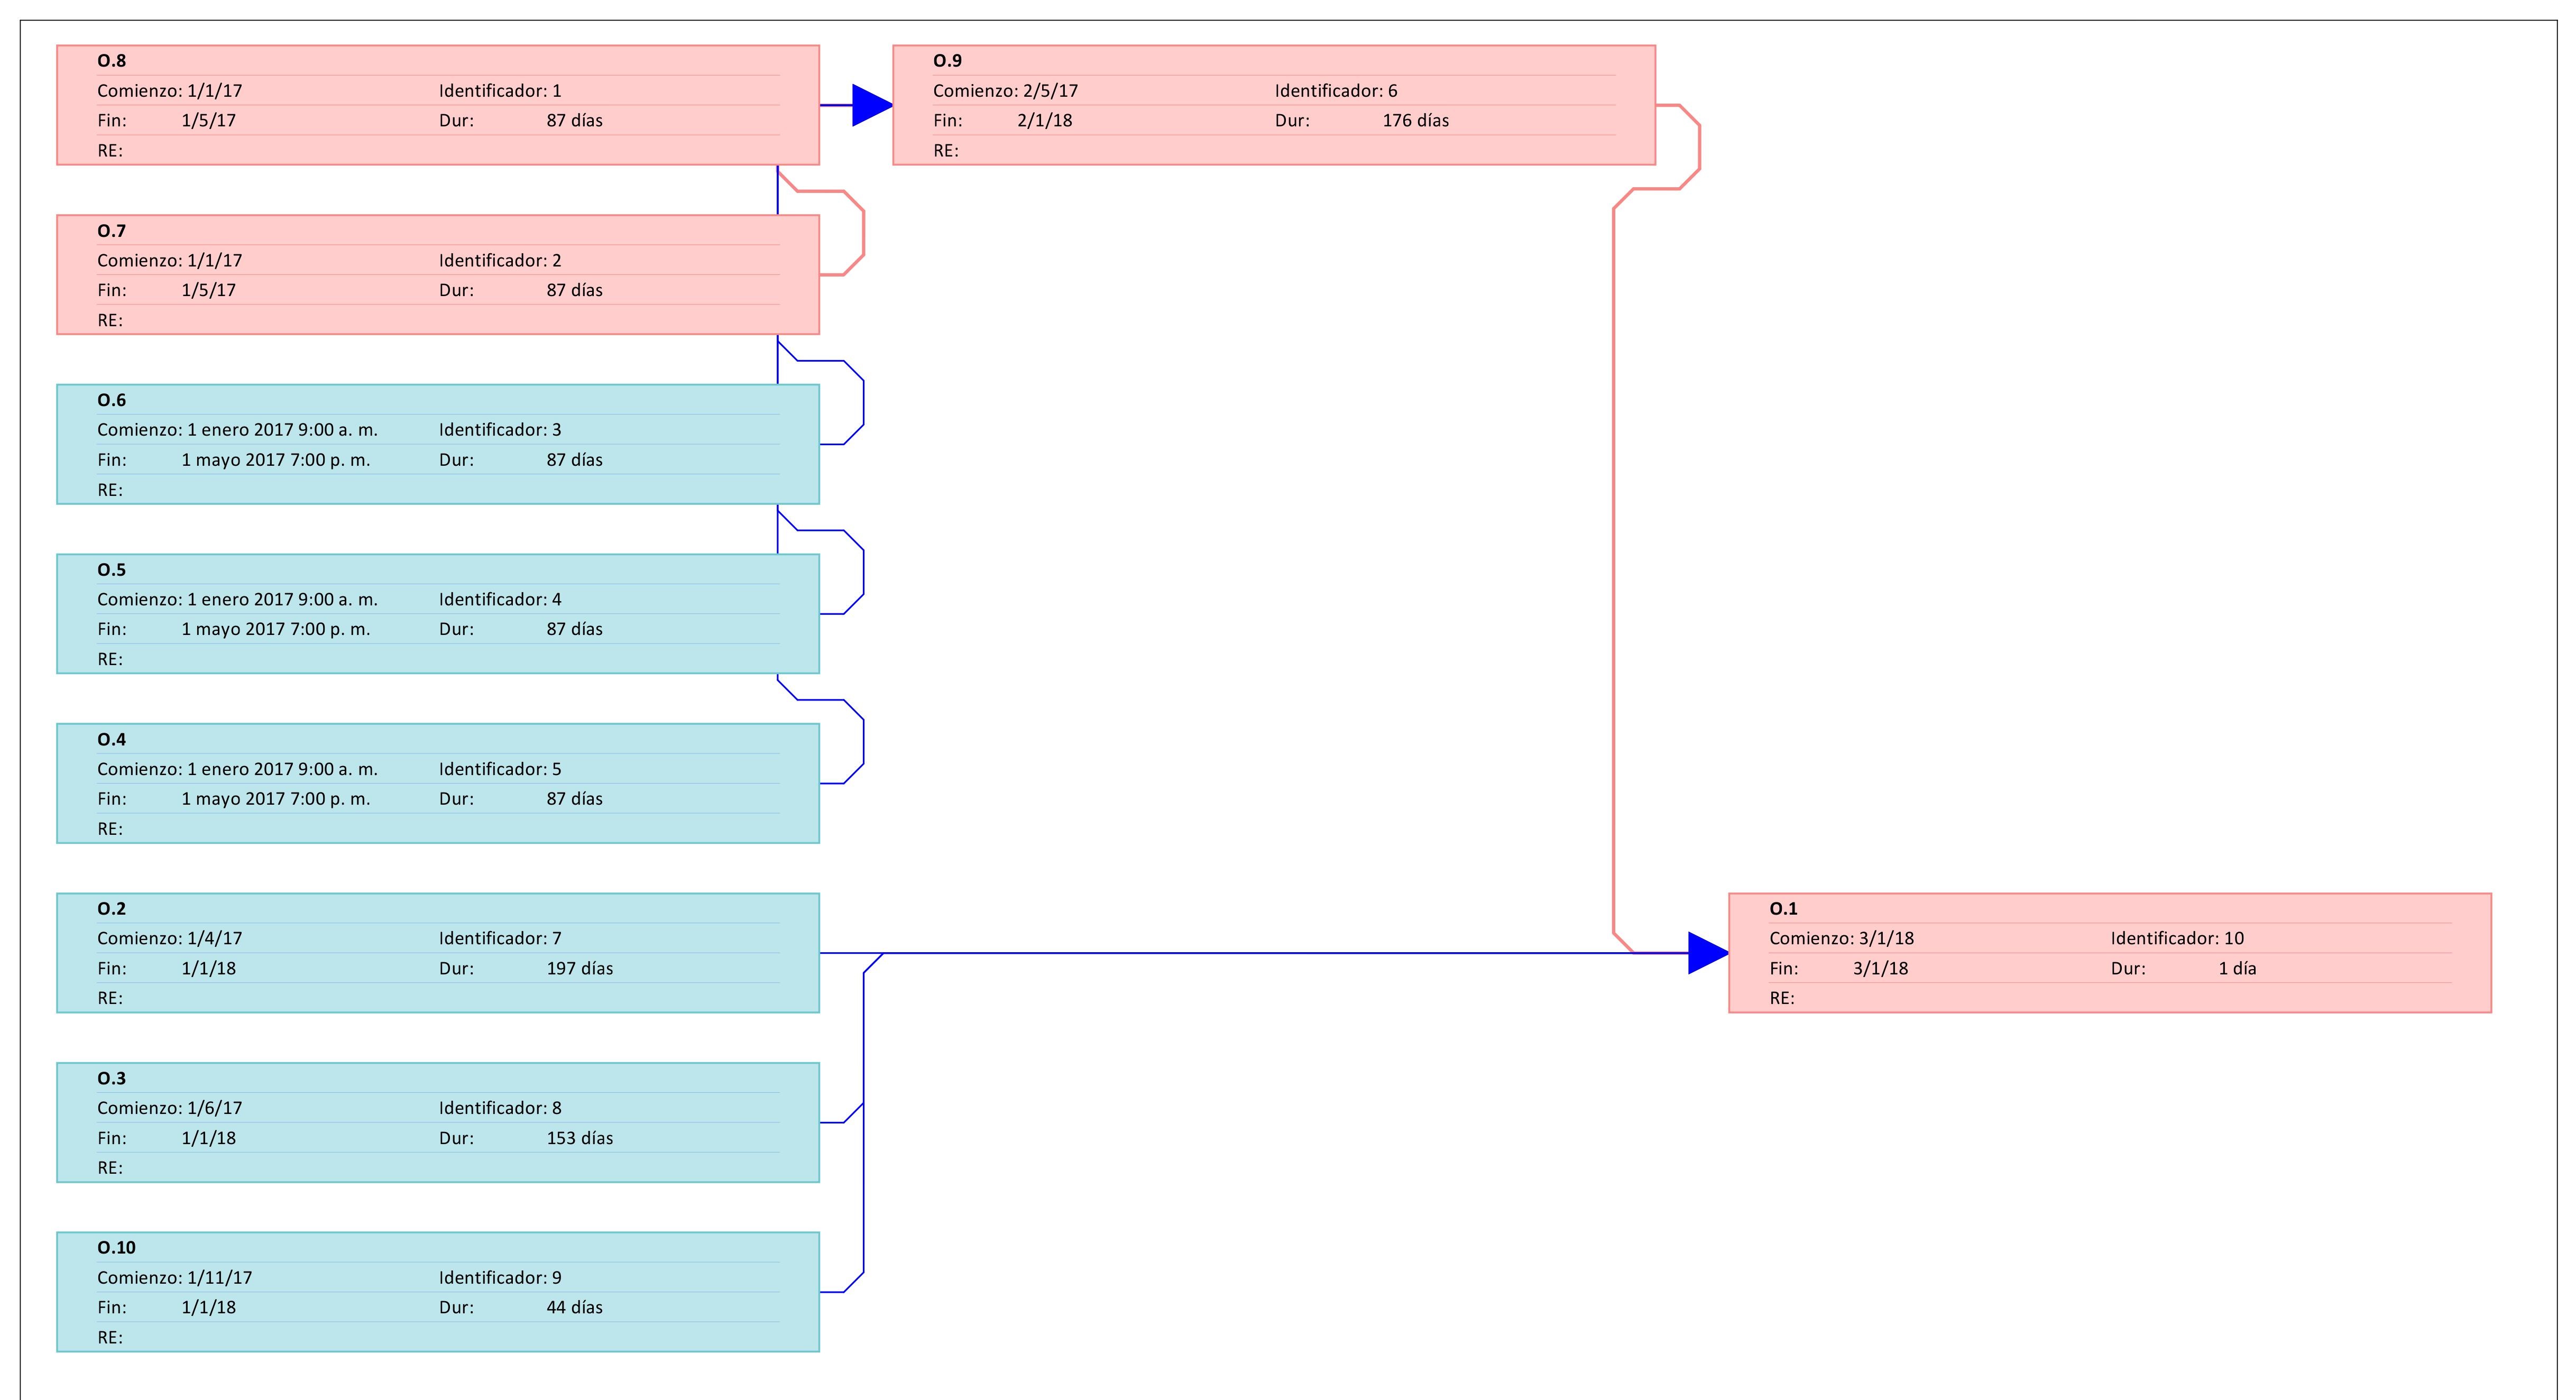 O.8
Comienzo: 1/1/17 Identificador: 1
Fin: 1/5/17 Dur: 87 días
RE:
O.9
Comienzo: 2/5/17 Identificador: 6
Fin: 2/1/18 Dur: 176 días
RE:
O.7
Comienzo: 1/1/17 Identificador: 2
Fin: 1/5/17 Dur: 87 días
RE:
O.6
Comienzo: 1 enero 2017 9:00 a. m. Identificador: 3
Fin: 1 mayo 2017 7:00 p. m. Dur: 87 días
RE:
O.5
Comienzo: 1 enero 2017 9:00 a. m. Identificador: 4
Fin: 1 mayo 2017 7:00 p. m. Dur: 87 días
RE:
O.4
Comienzo: 1 enero 2017 9:00 a. m. Identificador: 5
Fin: 1 mayo 2017 7:00 p. m. Dur: 87 días
RE:
O.2
Comienzo: 1/4/17 Identificador: 7
Fin: 1/1/18 Dur: 197 días
RE:
O.1
Comienzo: 3/1/18 Identificador: 10
Fin: 3/1/18 Dur: 1 día
RE:
O.3
Comienzo: 1/6/17 Identificador: 8
Fin: 1/1/18 Dur: 153 días
RE:
O.10
Comienzo: 1/11/17 Identificador: 9
Fin: 1/1/18 Dur: 44 días
RE: